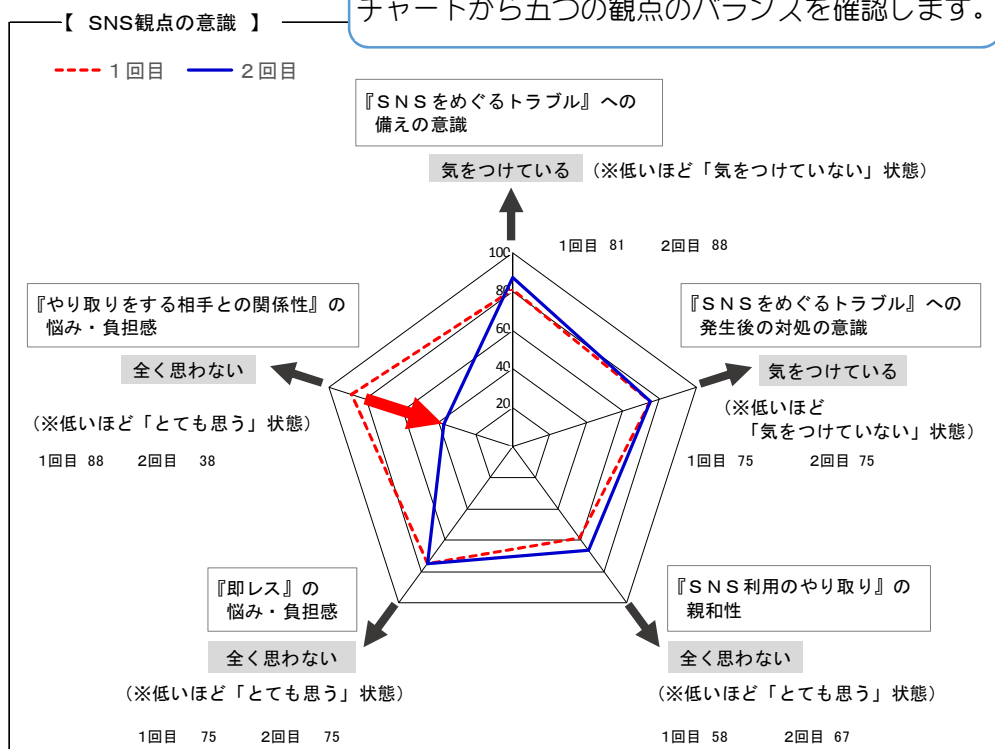 チャートから五つの観点のバランスを確認します。
【 SNS観点の意識 】
1回目 2回目
『ＳＮＳをめぐるトラブル』への
備えの意識
気をつけている (※低いほど「気をつけていない」状態)
1回目 81 2回目 88
100
80
60
40
20
『ＳＮＳをめぐるトラブル』への
発生後の対処の意識
気をつけている
(※低いほど
「気をつけていない」状態)
1回目 75 2回目 75
『やり取りをする相手との関係性』の
悩み・負担感
全く思わない
(※低いほど「とても思う」状態)
1回目 88 2回目 38
『即レス』の
悩み・負担感
全く思わない
(※低いほど「とても思う」状態)
1回目 75 2回目 75
『ＳＮＳ利用のやり取り』の
親和性
全く思わない
(※低いほど「とても思う」状態)
1回目 58 2回目 67